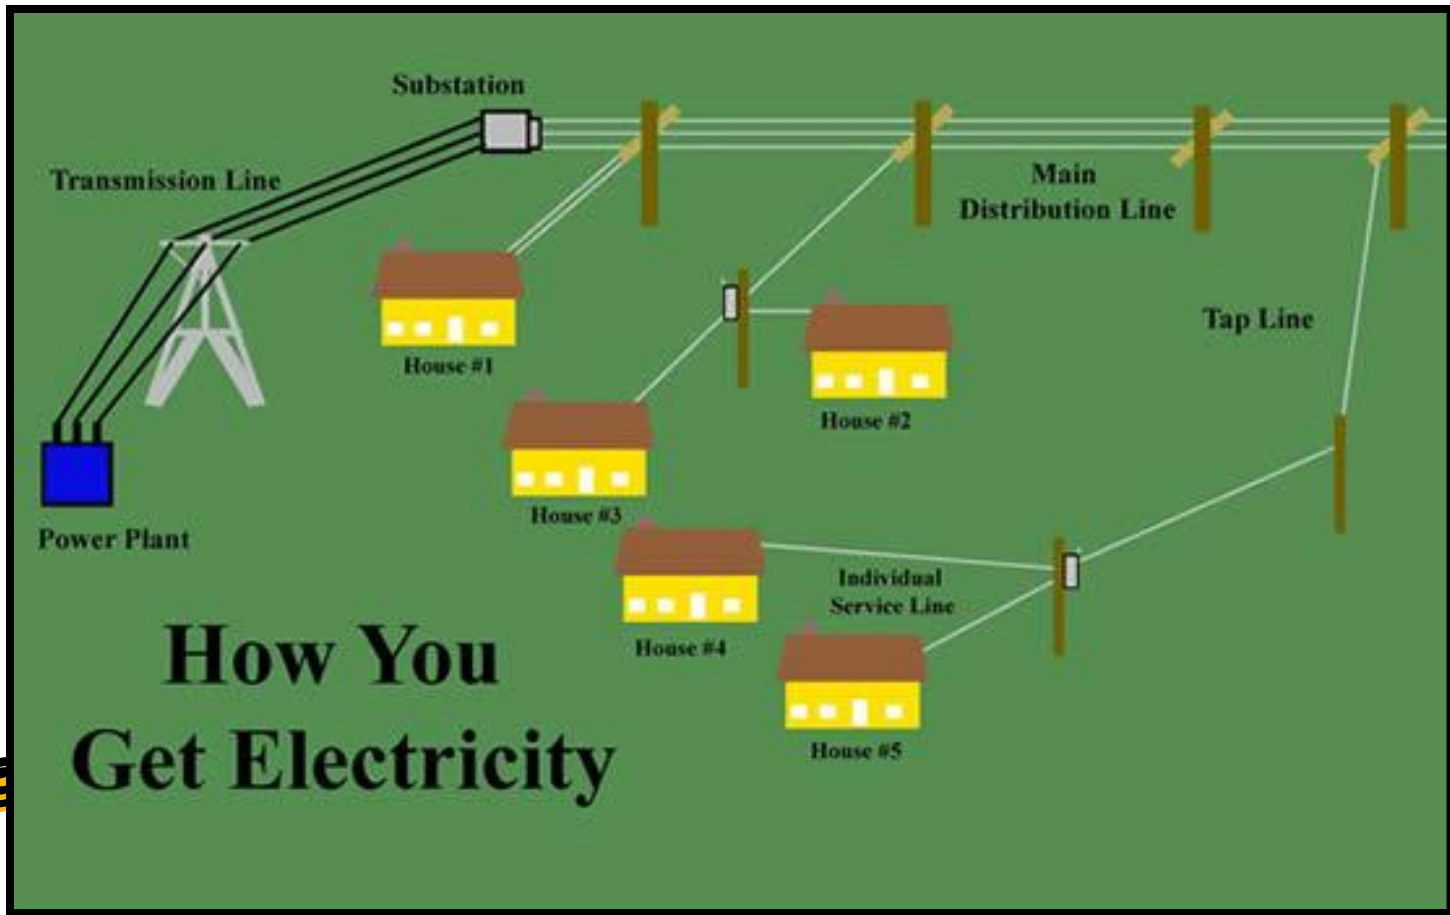 Substation
Transmission Line
Main
Distribution Line
House #1
Tap Line
House #2
House #3
Power Plant
Individual
Service Line
House #4
House #5
How You
Get Electricity